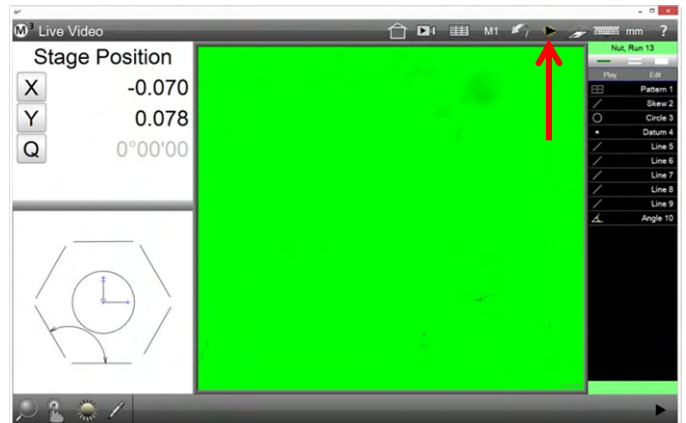 M³ Live Video
M1
mm
?
Stage Position
X -0.070
Y 0.078
Q 0°00'00
Nut, Run 13
Play Edit
Pattern 1
Skew 2
Circle 3
Datum 4
Line 5
Line 6
Line 7
Line 8
Line 9
Angle 10